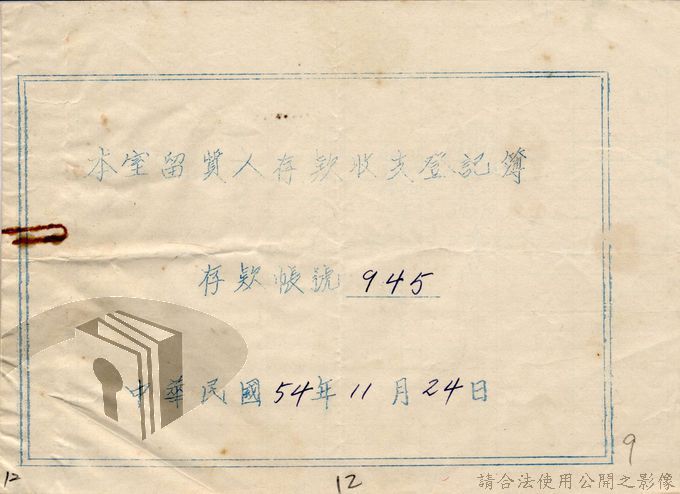 本室留質人存款收支登記簿
存款帳號 945
中華民國54年11月24日
9
12
12
請合法使用公開之影像